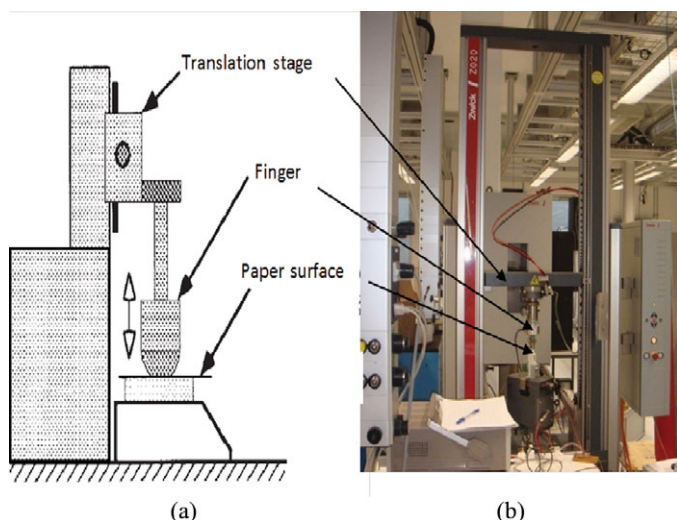 Translation stage
Finger
Paper surface
Zwick / Z020
(a)
(b)